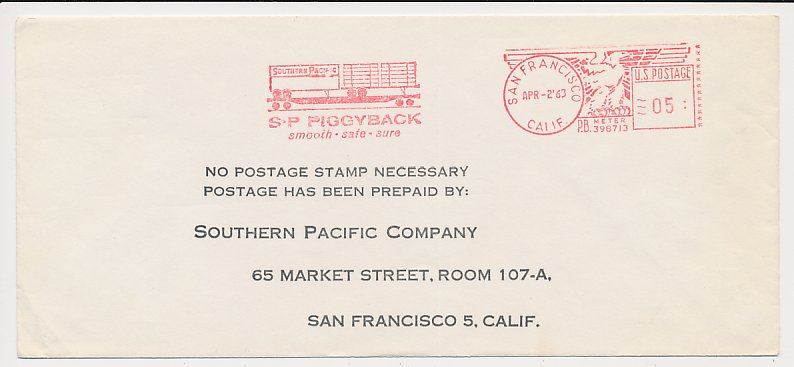 SOUTHERN PACIFIC
S·P PIGGYBACK
smooth · safe · sure
SAN FRANCISCO
APR-2'63
CALIF.
U.S. POSTAGE
05
P.B. METER 398713
NO POSTAGE STAMP NECESSARY
POSTAGE HAS BEEN PREPAID BY:
SOUTHERN PACIFIC COMPANY
65 MARKET STREET, ROOM 107-A,
SAN FRANCISCO 5, CALIF.